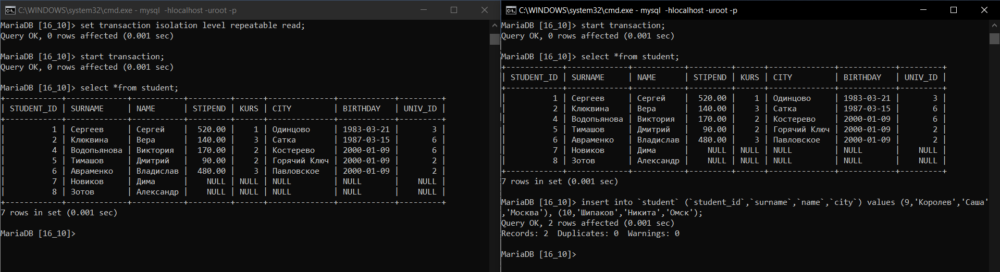 C:\WINDOWS\system32\cmd.exe - mysql  -hlocalhost -uroot -p
MariaDB [16_10]> set transaction isolation level repeatable read;
Query OK, 0 rows affected (0.001 sec)

MariaDB [16_10]> start transaction;
Query OK, 0 rows affected (0.001 sec)

MariaDB [16_10]> select *from student;
+------------+------------+-----------+---------+------+--------------+------------+---------+
| STUDENT_ID | SURNAME    | NAME      | STIPEND | KURS | CITY         | BIRTHDAY   | UNIV_ID |
+------------+------------+-----------+---------+------+--------------+------------+---------+
|          1 | Сергеев    | Сергей    |  520.00 |    1 | Одинцово     | 1983-03-21 |       3 |
|          2 | Клюквина   | Вера      |  140.00 |    3 | Сатка        | 1987-03-15 |       6 |
|          4 | Водопьянова | Виктория  |  170.00 |    2 | Костерево    | 2000-01-09 |       6 |
|          5 | Тимашов    | Дмитрий   |   90.00 |    2 | Горячий Ключ | 2000-01-09 |       2 |
|          6 | Авраменко  | Владислав |  480.00 |    3 | Павловское   | 2000-01-09 |       2 |
|          7 | Новиков    | Дима      |    NULL | NULL | NULL         | NULL       |    NULL |
|          8 | Зотов      | Александр |    NULL | NULL | NULL         | NULL       |    NULL |
+------------+------------+-----------+---------+------+--------------+------------+---------+
7 rows in set (0.001 sec)

MariaDB [16_10]>
C:\WINDOWS\system32\cmd.exe - mysql  -hlocalhost -uroot -p
MariaDB [16_10]> start transaction;
Query OK, 0 rows affected (0.001 sec)

MariaDB [16_10]> select *from student;
+------------+------------+-----------+---------+------+--------------+------------+---------+
| STUDENT_ID | SURNAME    | NAME      | STIPEND | KURS | CITY         | BIRTHDAY   | UNIV_ID |
+------------+------------+-----------+---------+------+--------------+------------+---------+
|          1 | Сергеев    | Сергей    |  520.00 |    1 | Одинцово     | 1983-03-21 |       3 |
|          2 | Клюквина   | Вера      |  140.00 |    3 | Сатка        | 1987-03-15 |       6 |
|          4 | Водопьянова | Виктория  |  170.00 |    2 | Костерево    | 2000-01-09 |       6 |
|          5 | Тимашов    | Дмитрий   |   90.00 |    2 | Горячий Ключ | 2000-01-09 |       2 |
|          6 | Авраменко  | Владислав |  480.00 |    3 | Павловское   | 2000-01-09 |       2 |
|          7 | Новиков    | Дима      |    NULL | NULL | NULL         | NULL       |    NULL |
|          8 | Зотов      | Александр |    NULL | NULL | NULL         | NULL       |    NULL |
+------------+------------+-----------+---------+------+--------------+------------+---------+
7 rows in set (0.001 sec)

MariaDB [16_10]> insert into `student` (`student_id`,`surname`,`name`,`city`) values (9,'Королев','Саша'
,'Москва'), (10,'Шипаков','Никита','Омск');
Query OK, 2 rows affected (0.001 sec)
Records: 2  Duplicates: 0  Warnings: 0

MariaDB [16_10]>